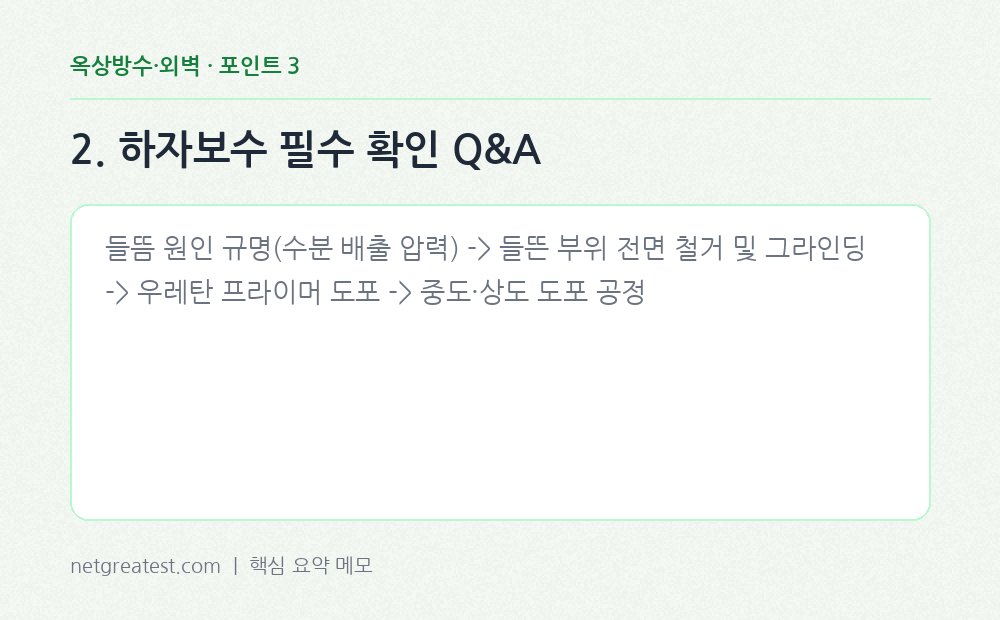 옥상방수·외벽 · 포인트 3
2. 하자보수 필수 확인 Q&A
들뜸 원인 규명(수분 배출 압력) -> 들뜬 부위 전면 철거 및 그라인딩
-> 우레탄 프라이머 도포 -> 중도·상도 도포 공정
netgreatest.com | 핵심 요약 메모